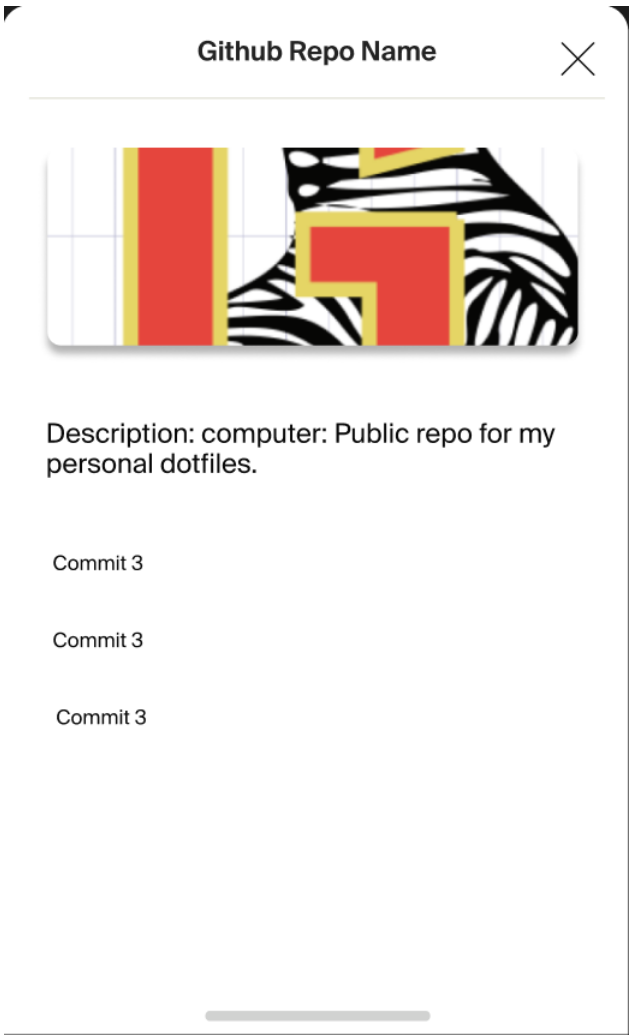 Github Repo Name
Description: computer: Public repo for my
personal dotfiles.
Commit 3
Commit 3
Commit 3